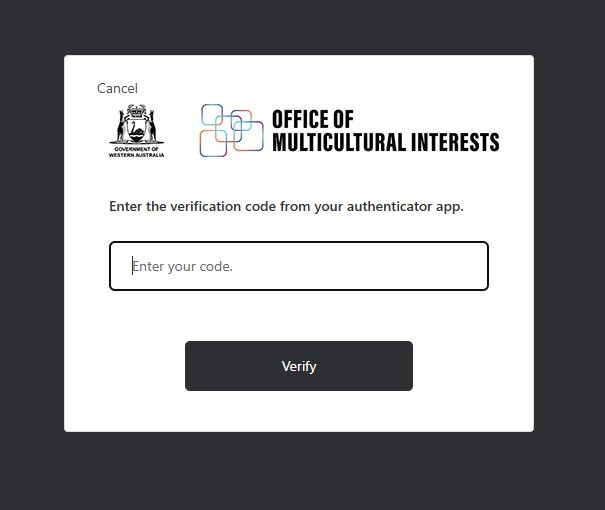 Cancel
GOVERNMENT OF
WESTERN AUSTRALIA
OFFICE OF
MULTICULTURAL INTERESTS
Enter the verification code from your authenticator app.
Enter your code.
Verify